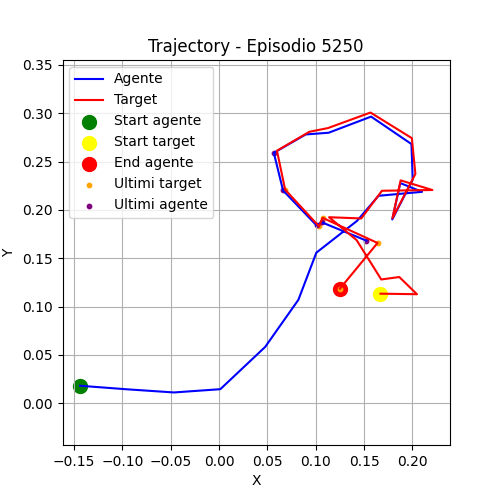 Trajectory - Episodio 5250
Agente
Target
Start agente
Start target
End agente
Ultimi target
Ultimi agente
0.35
0.30
0.25
0.20
0.15
0.10
0.05
0.00
Y
−0.15 −0.10 −0.05 0.00 0.05 0.10 0.15 0.20
X